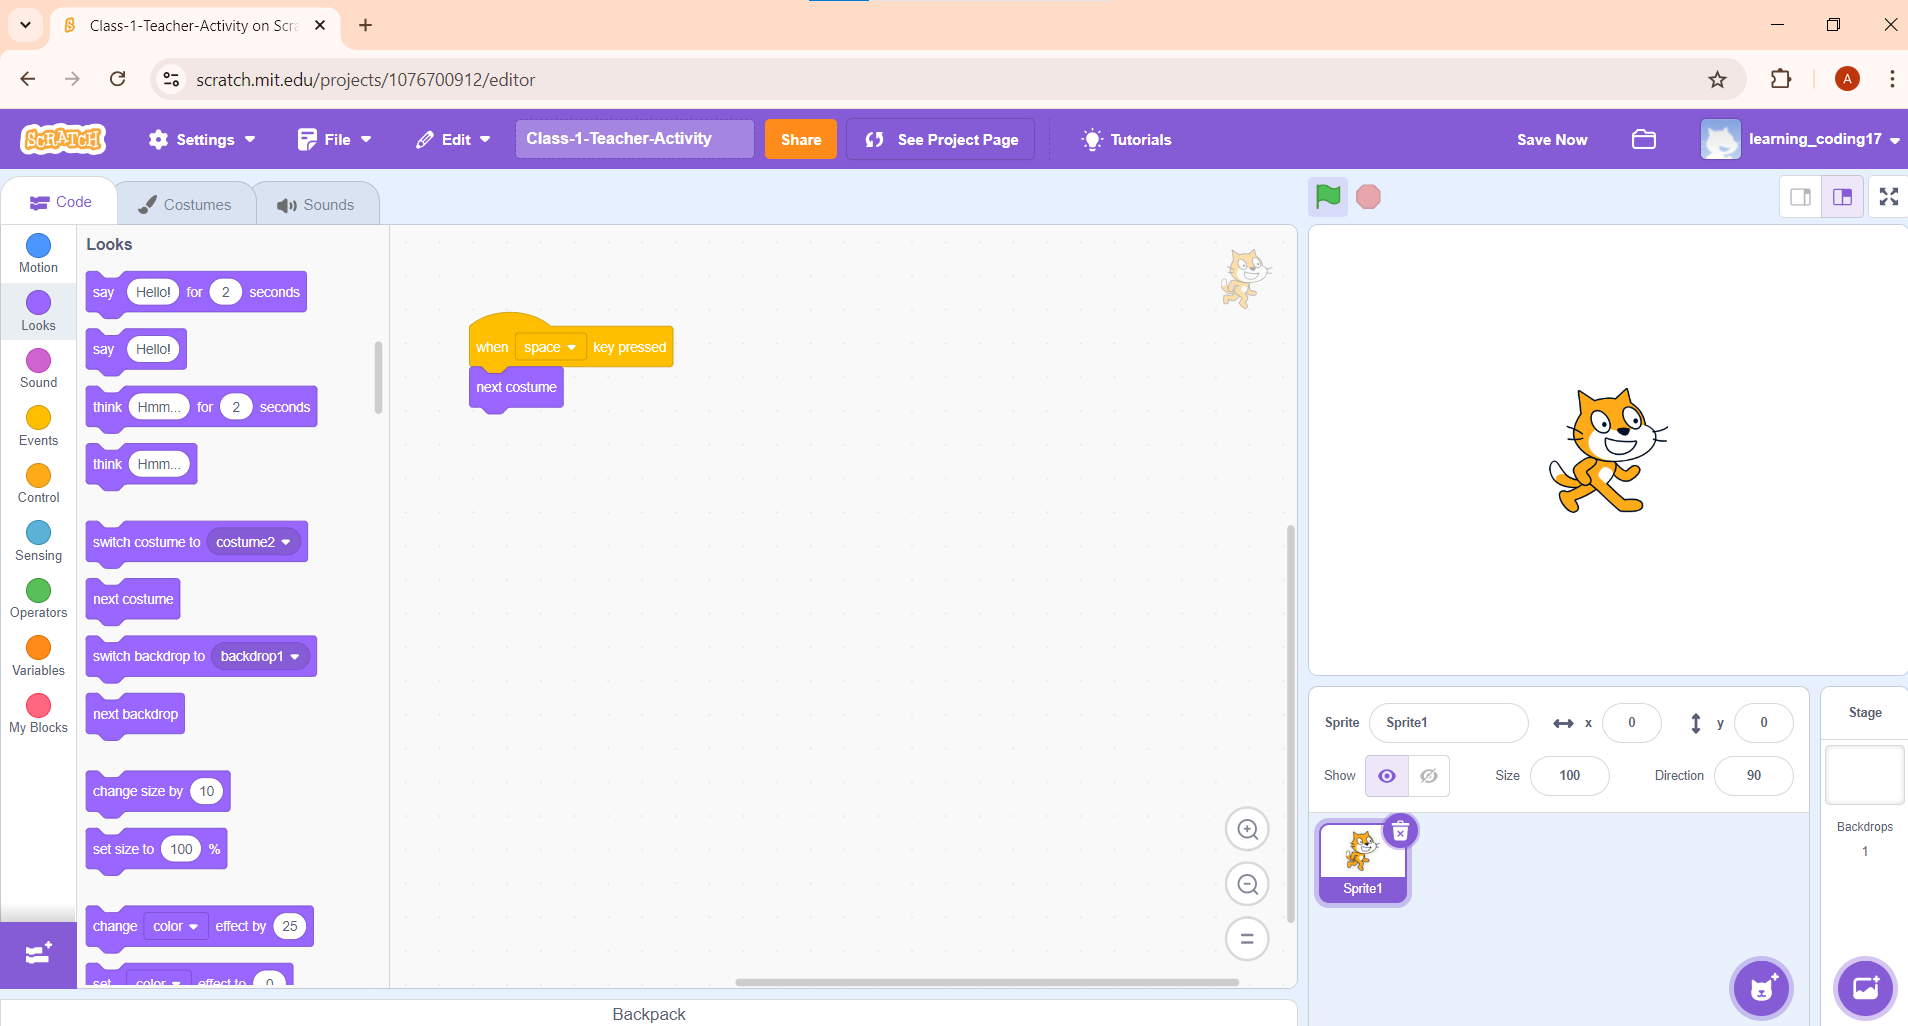 Class-1-Teacher-Activity on Scra
scratch.mit.edu/projects/1076700912/editor
A
SCRATCH
Settings
File
Edit
Class-1-Teacher-Activity
Share
See Project Page
Tutorials
Save Now
learning_coding17
Code
Costumes
Sounds
Motion
Looks
Sound
Events
Control
Sensing
Operators
Variables
My Blocks
Looks
say Hello! for 2 seconds
say Hello!
think Hmm... for 2 seconds
think Hmm...
switch costume to costume2
next costume
switch backdrop to backdrop1
next backdrop
change size by 10
set size to 100 %
change color effect by 25
set color effect to 0
when space key pressed
next costume
Sprite Sprite1 x 0 y 0
Show Size 100 Direction 90
Sprite1
Stage
Backdrops
1
Backpack